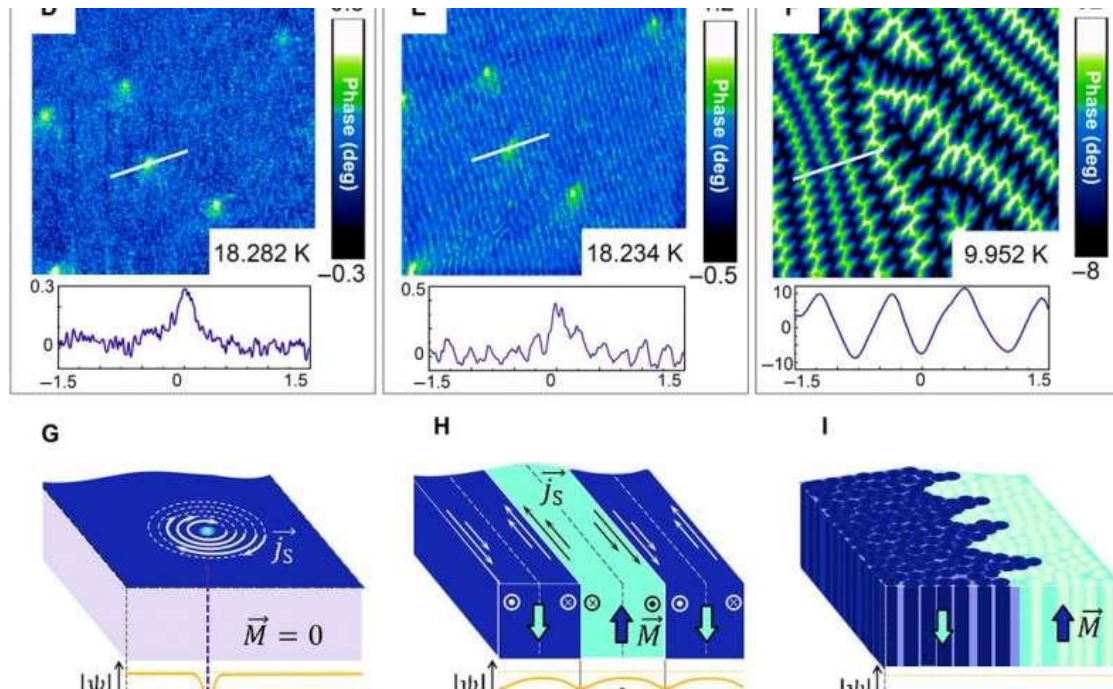 Phase (deg)
18.282 K
−0.3
0.3
0
−1.5 0 1.5
Phase (deg)
18.234 K
−0.5
0.5
0
−1.5 0 1.5
Phase (deg)
9.952 K
−8
10
0
−10
−1.5 0 1.5
G
j⃗S
M⃗ = 0
|ψ|
H
j⃗S
M⃗
|ψ|
I
M⃗